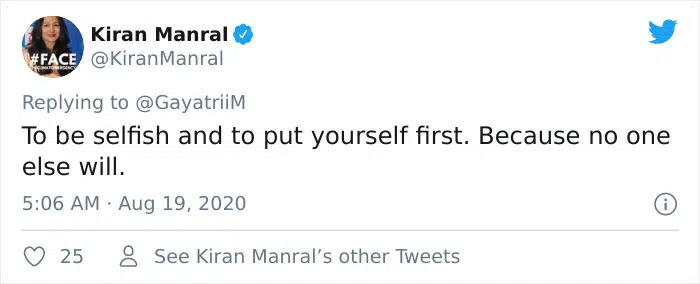 Kiran Manral
@KiranManral
#FACE
Replying to @GayatriiM
To be selfish and to put yourself first. Because no one
else will.
5:06 AM · Aug 19, 2020
25
See Kiran Manral’s other Tweets